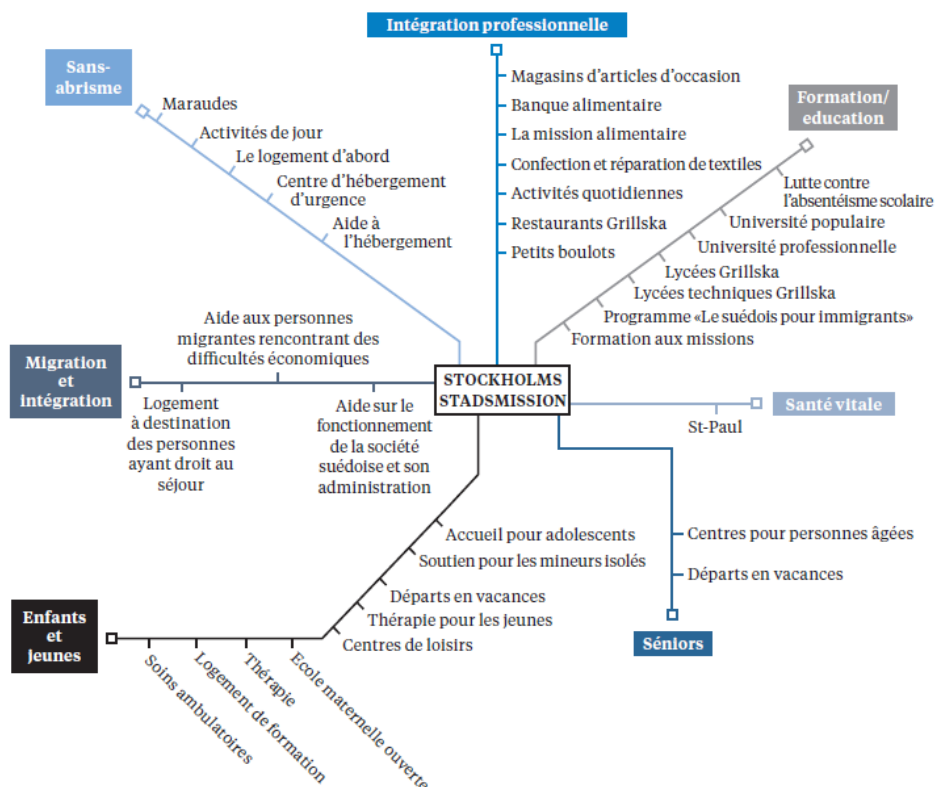 Intégration professionnelle
Sans-
abrisme
Maraudes
Activités de jour
Le logement d'abord
Centre d'hébergement
d'urgence
Aide à
l'hébergement
Magasins d'articles d'occasion
Banque alimentaire
La mission alimentaire
Confection et réparation de textiles
Activités quotidiennes
Restaurants Grillska
Petits boulots
Formation/
education
Lutte contre
l'absentéisme scolaire
Université populaire
Université professionnelle
Lycées Grillska
Lycées techniques Grillska
Programme «Le suédois pour immigrants»
Formation aux missions
Migration
et
intégration
Aide aux personnes
migrantes rencontrant des
difficultés économiques
Logement
à destination
des personnes
ayant droit au
séjour
Aide sur le
fonctionnement
de la société
suédoise et son
administration
STOCKHOLMS
STADSMISSION
Santé vitale
St-Paul
Centres pour personnes âgées
Départs en vacances
Séniors
Accueil pour adolescents
Soutien pour les mineurs isolés
Départs en vacances
Thérapie pour les jeunes
Centres de loisirs
Enfants
et
jeunes
Soins ambulatoires
Logement de formation
Thérapie
Ecole maternelle ouverte